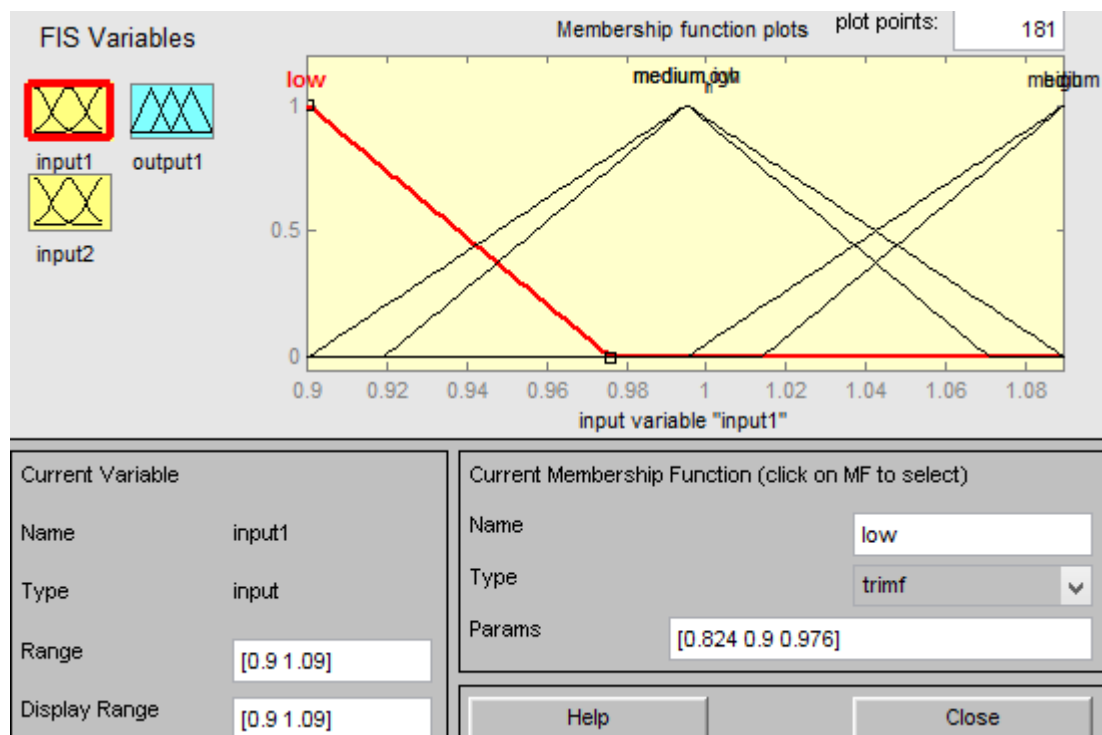 FIS Variables
Membership function plots
plot points:
181
input1
output1
input2
low
medium
1
0.5
0
0.9 0.92 0.94 0.96 0.98 1 1.02 1.04 1.06 1.08
input variable "input1"
Current Variable
Name input1
Type input
Range [0.9 1.09]
Display Range [0.9 1.09]
Current Membership Function (click on MF to select)
Name low
Type trimf
Params [0.824 0.9 0.976]
Help Close